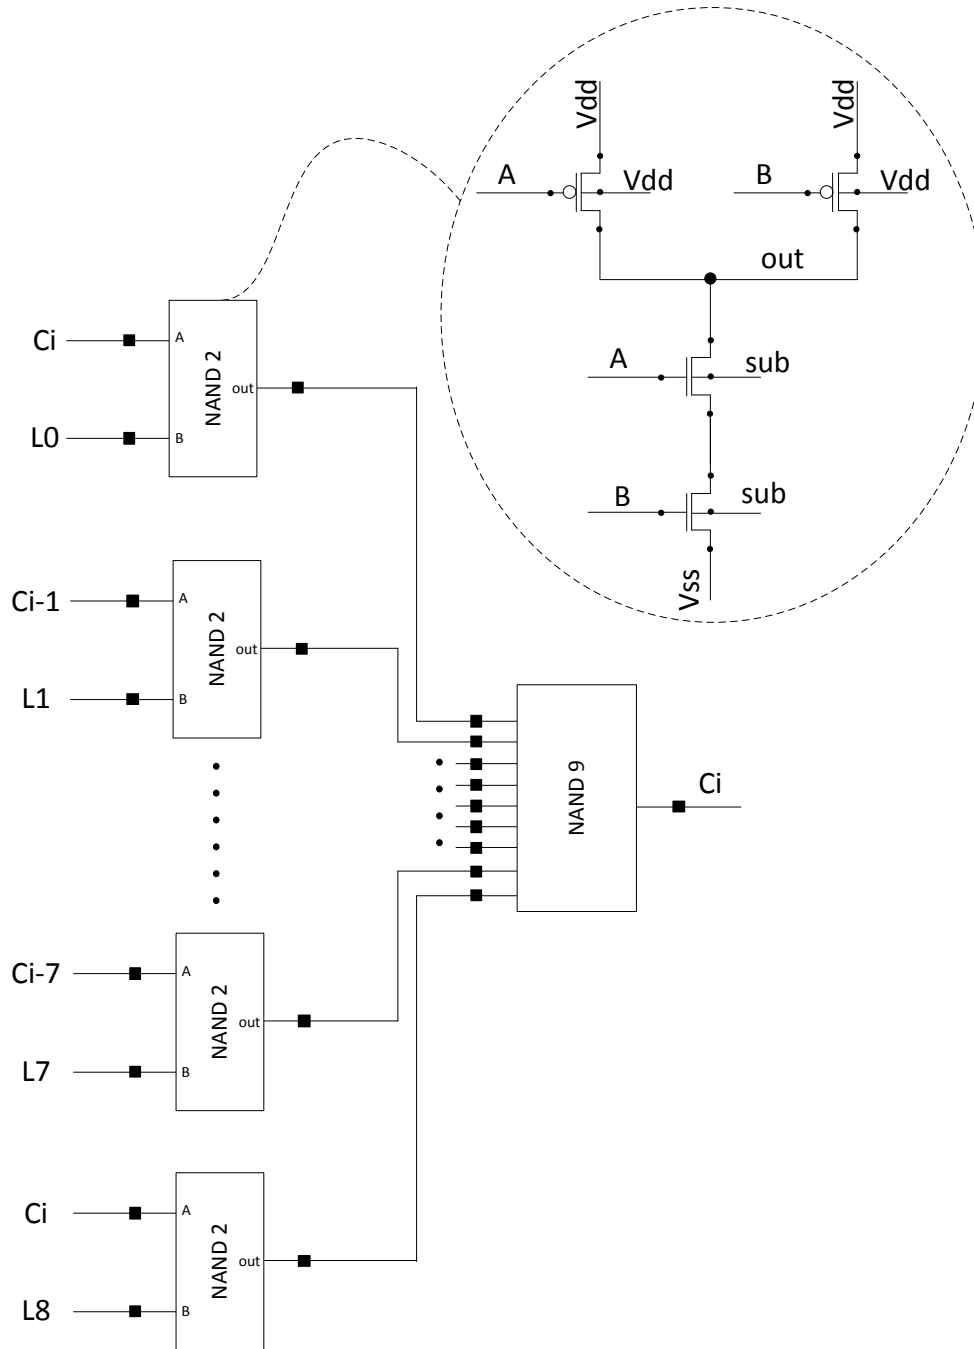 Vdd
Vdd
A
Vdd
B
Vdd
out
A
sub
B
sub
Vss
Ci
A
NAND 2
out
L0
B
Ci-1
A
NAND 2
out
L1
B
NAND 9
Ci
Ci-7
A
NAND 2
out
L7
B
Ci
A
NAND 2
out
L8
B